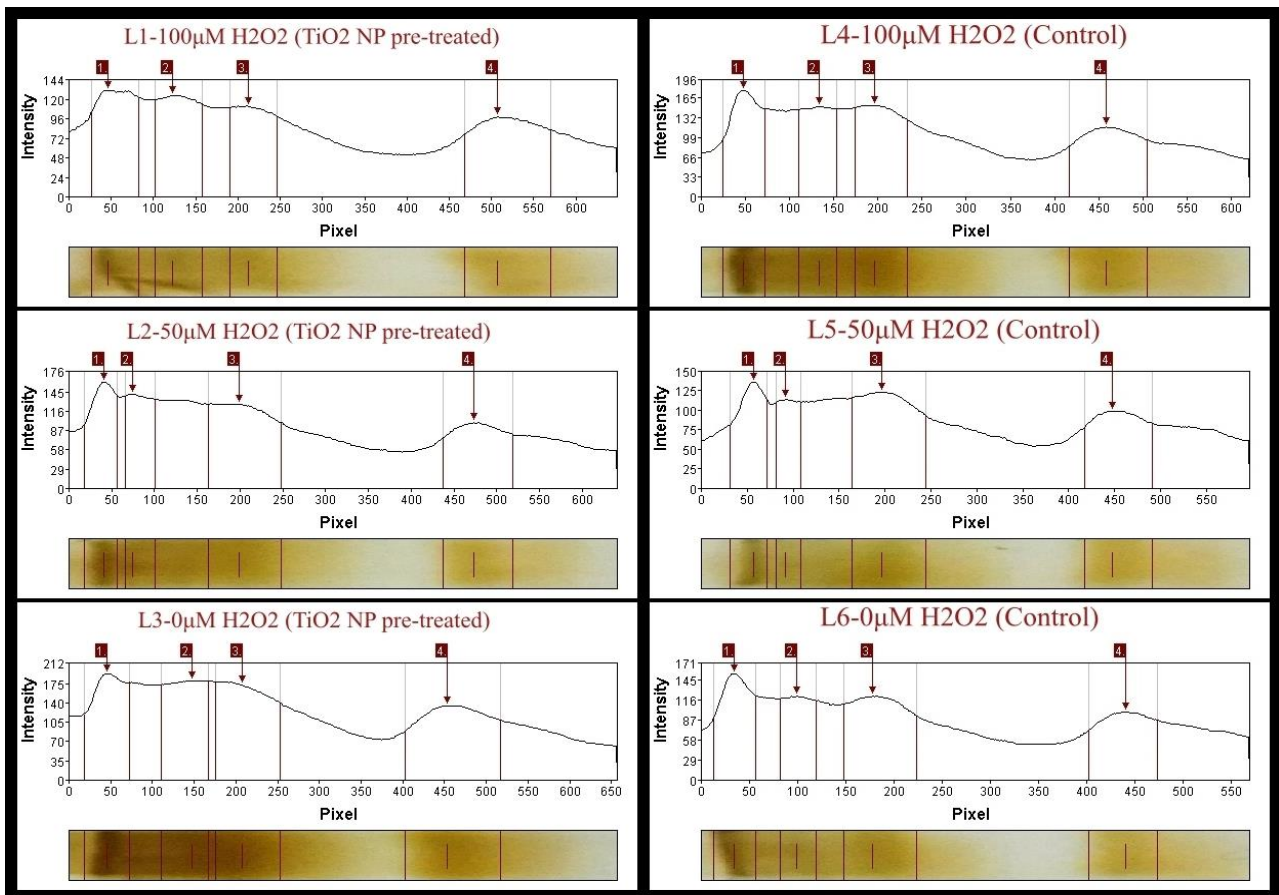 L1-100μM H2O2 (TiO2 NP pre-treated)
1. 2. 3. 4.
Intensity
144
120
96
72
48
24
0
0 50 100 150 200 250 300 350 400 450 500 550 600
Pixel
L4-100μM H2O2 (Control)
1. 2. 3. 4.
Intensity
196
165
132
99
66
33
0
0 50 100 150 200 250 300 350 400 450 500 550 600
Pixel
L2-50μM H2O2 (TiO2 NP pre-treated)
1. 2. 3. 4.
Intensity
176
145
116
87
58
29
0
0 50 100 150 200 250 300 350 400 450 500 550 600
Pixel
L5-50μM H2O2 (Control)
1. 2. 3. 4.
Intensity
150
125
100
75
50
25
0
0 50 100 150 200 250 300 350 400 450 500 550
Pixel
L3-0μM H2O2 (TiO2 NP pre-treated)
1. 2. 3. 4.
Intensity
212
175
140
105
70
35
0
0 50 100 150 200 250 300 350 400 450 500 550 600 650
Pixel
L6-0μM H2O2 (Control)
1. 2. 3. 4.
Intensity
171
145
116
87
58
29
0
0 50 100 150 200 250 300 350 400 450 500 550
Pixel